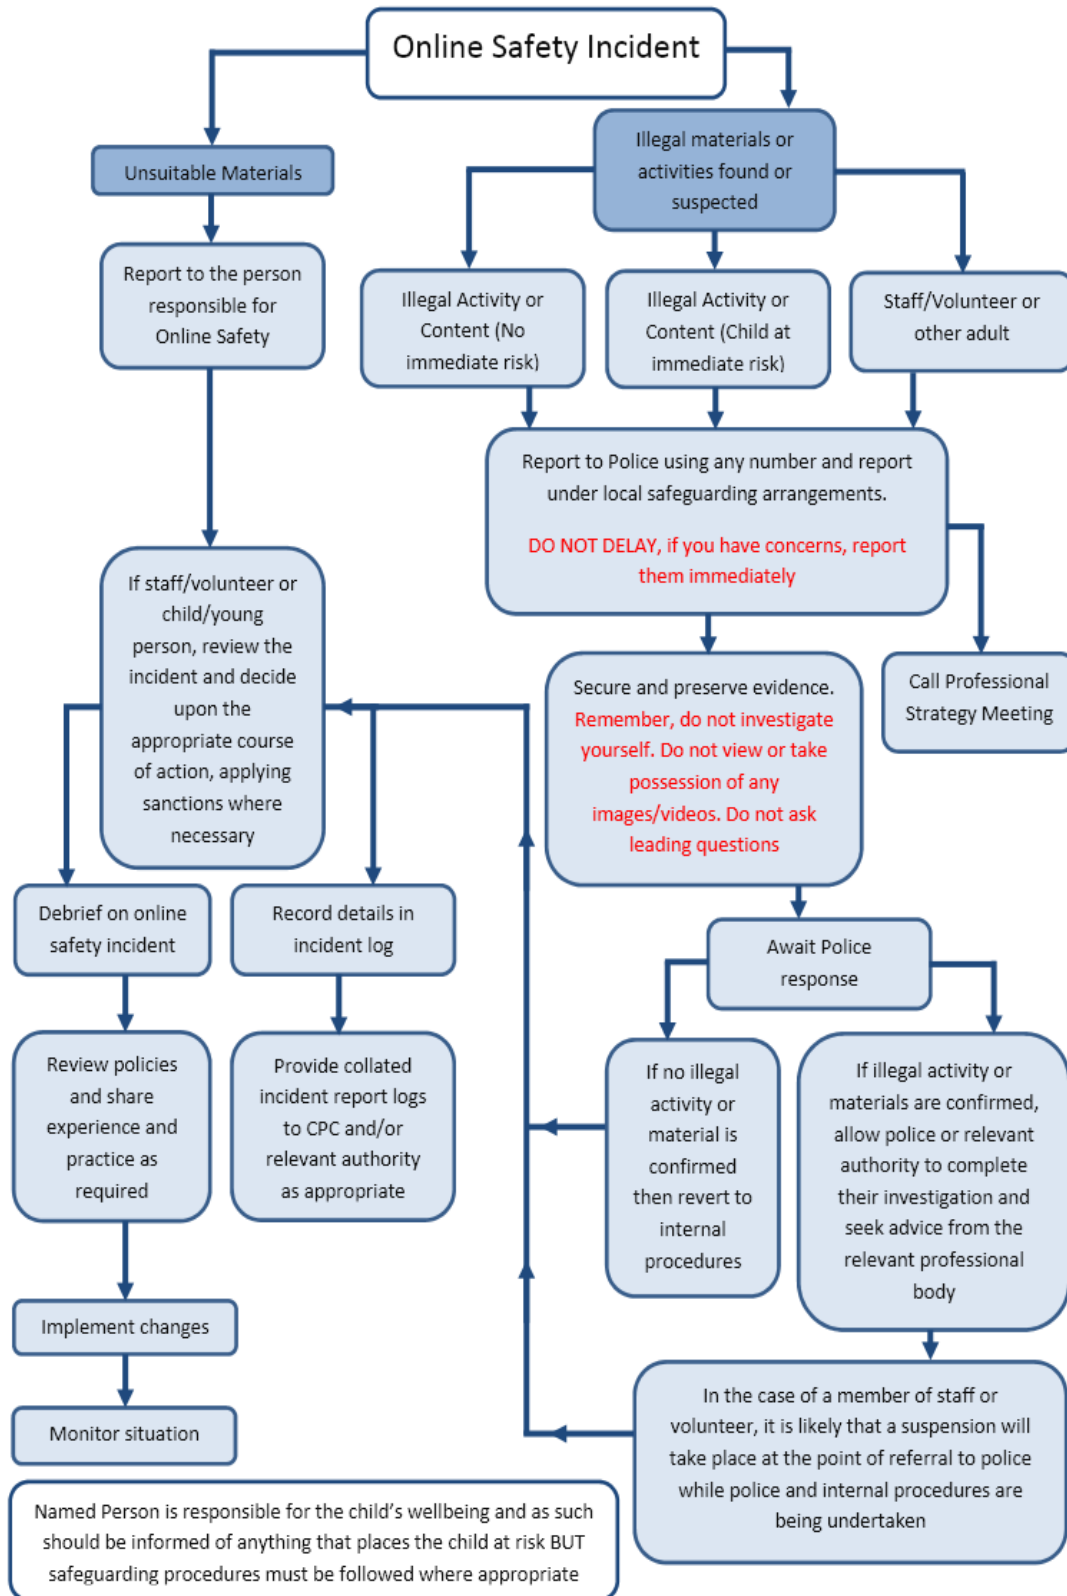 Online Safety Incident
Unsuitable Materials
Illegal materials or
activities found or
suspected
Report to the person
responsible for
Online Safety
Illegal Activity or
Content (No
immediate risk)
Illegal Activity or
Content (Child at
immediate risk)
Staff/Volunteer or
other adult
Report to Police using any number and report
under local safeguarding arrangements.
DO NOT DELAY, if you have concerns, report
them immediately
If staff/volunteer or
child/young
person, review the
incident and decide
upon the
appropriate course
of action, applying
sanctions where
necessary
Secure and preserve evidence.
Remember, do not investigate
yourself. Do not view or take
possession of any
images/videos. Do not ask
leading questions
Call Professional
Strategy Meeting
Debrief on online
safety incident
Record details in
incident log
Await Police
response
Review policies
and share
experience and
practice as
required
Provide collated
incident report logs
to CPC and/or
relevant authority
as appropriate
If no illegal
activity or
material is
confirmed
then revert to
internal
procedures
If illegal activity or
materials are confirmed,
allow police or relevant
authority to complete
their investigation and
seek advice from the
relevant professional
body
Implement changes
Monitor situation
In the case of a member of staff or
volunteer, it is likely that a suspension will
take place at the point of referral to police
while police and internal procedures are
being undertaken
Named Person is responsible for the child's wellbeing and as such
should be informed of anything that places the child at risk BUT
safeguarding procedures must be followed where appropriate